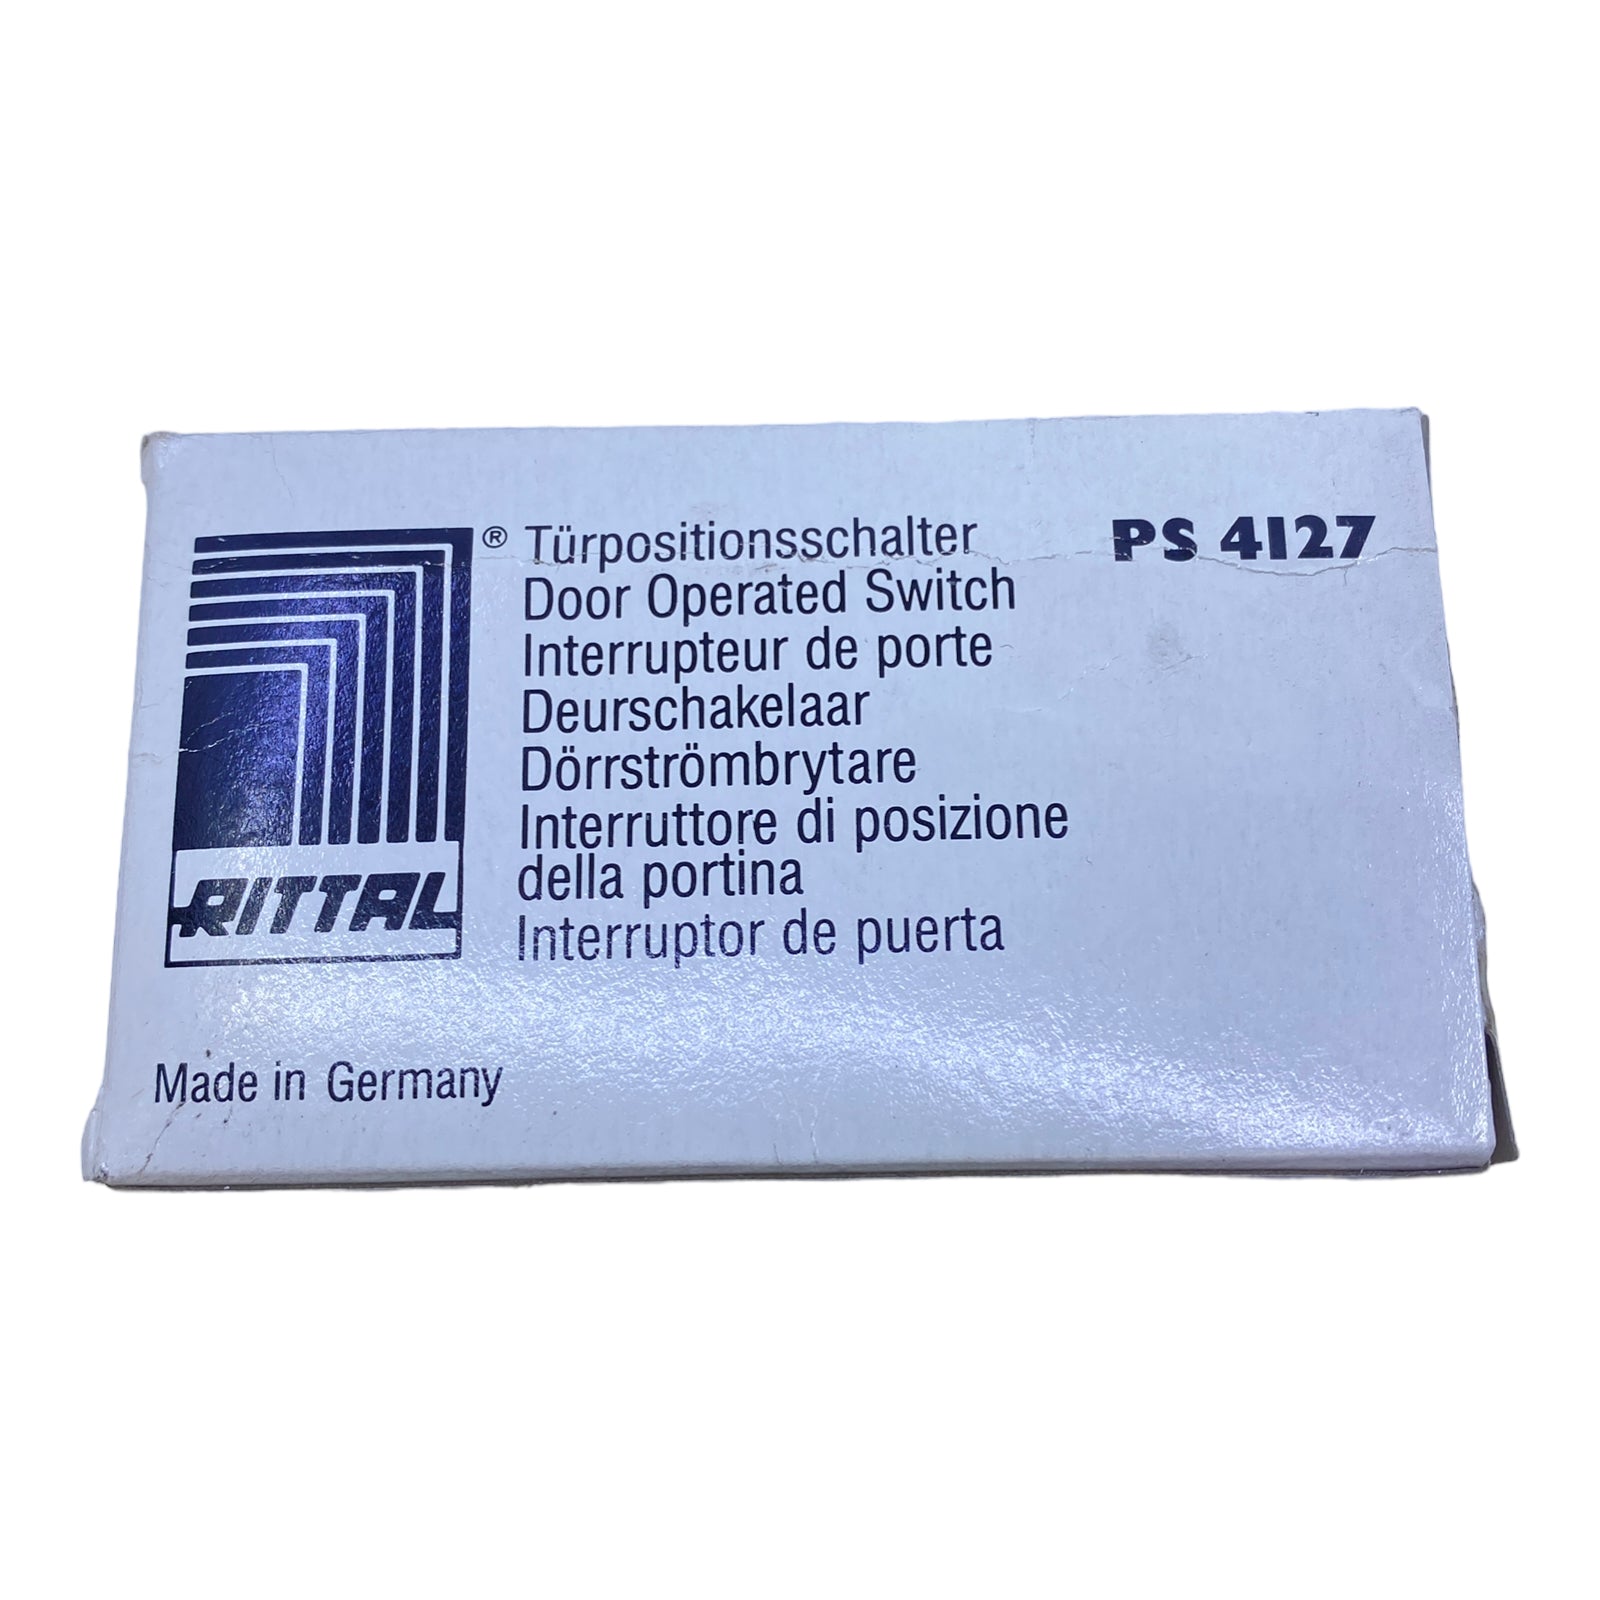 ® Türpositionsschalter PS 4127
Door Operated Switch
Interrupteur de porte
Deurschakelaar
Dörrströmbrytare
Interruttore di posizione
della portina
Interruptor de puerta
RITTAL
Made in Germany